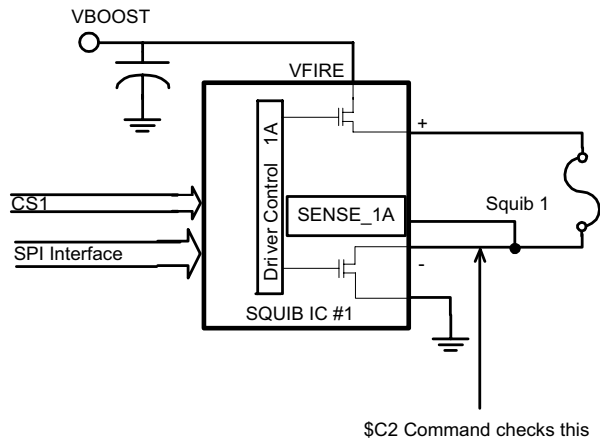 VBOOST
VFIRE
Driver Control 1A
+
CS1
SENSE_1A
Squib 1
SPI Interface
-
SQUIB IC #1
$C2 Command checks this